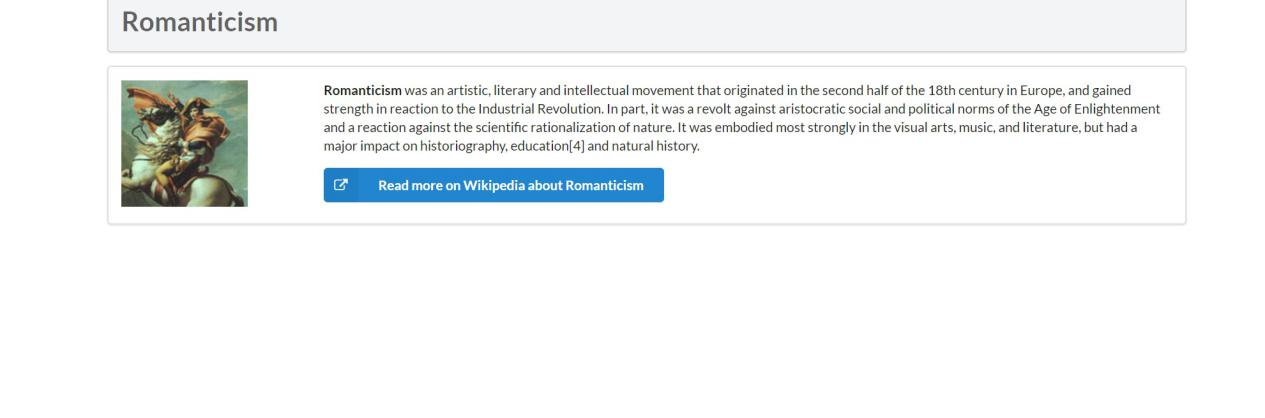 Romanticism
Romanticism was an artistic, literary and intellectual movement that originated in the second half of the 18th century in Europe, and gained
strength in reaction to the Industrial Revolution. In part, it was a revolt against aristocratic social and political norms of the Age of Enlightenment
and a reaction against the scientific rationalization of nature. It was embodied most strongly in the visual arts, music, and literature, but had a
major impact on historiography, education[4] and natural history.
Read more on Wikipedia about Romanticism